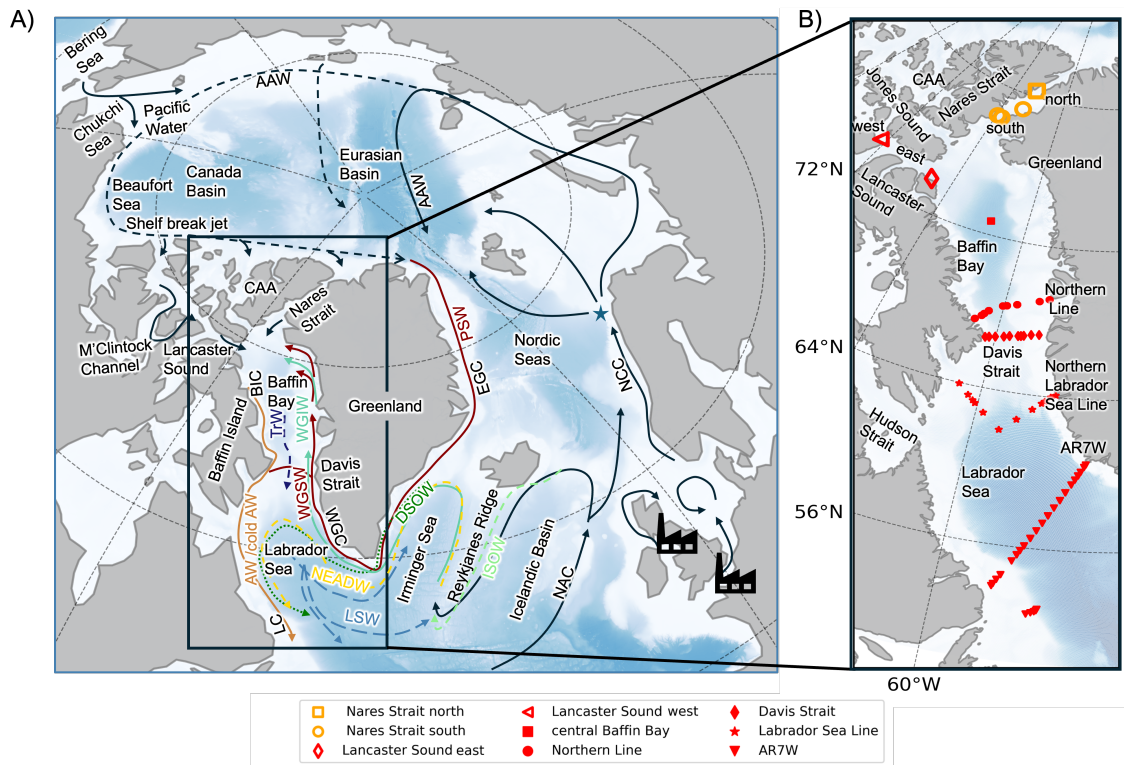 A)
Bering
Sea
Chukchi
Sea
Pacific
Water
AAW
Beaufort
Sea
Canada
Basin
Shelf break jet
Eurasian
Basin
AAW
CAA
Nares
Strait
M'Clintock
Channel
Lancaster
Sound
BIC
Baffin
Bay
Baffin Island
TrW
WGIW
WGSW
Davis
Strait
WGC
Greenland
PSW
EGC
Nordic
Seas
NCC
AW /cold AW
Labrador
Sea
NEADW
LSW
LC
DSOW
Irminger Sea
Reykjanes Ridge
ISOW
Icelandic Basin
NAC
B)
CAA
Jones Sound
Nares Strait
north
south
west
east
Lancaster
Sound
Greenland
72°N
Baffin
Bay
Northern
Line
64°N
Davis
Strait
Northern
Labrador
Sea Line
Hudson
Strait
AR7W
Labrador
Sea
56°N
60°W
Nares Strait north
Nares Strait south
Lancaster Sound east
Lancaster Sound west
central Baffin Bay
Northern Line
Davis Strait
Labrador Sea Line
AR7W